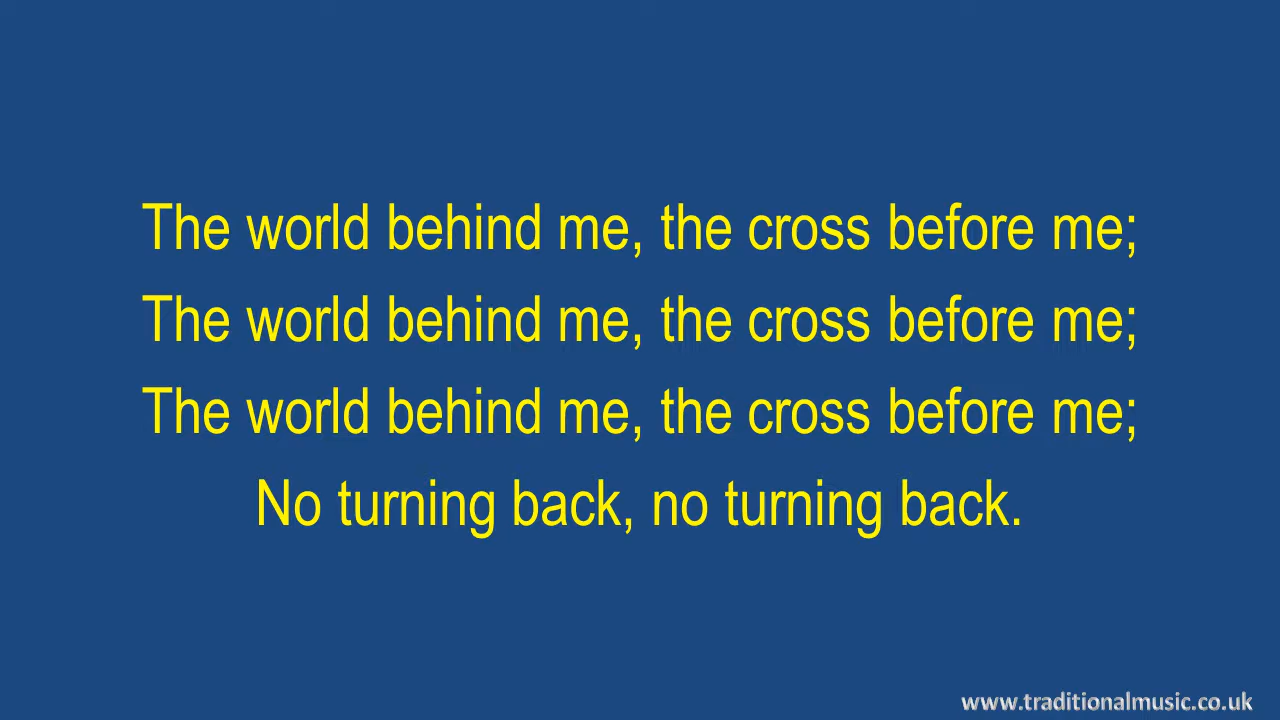 The world behind me, the cross before me;
The world behind me, the cross before me;
The world behind me, the cross before me;
No turning back, no turning back.
www.traditionalmusic.co.uk